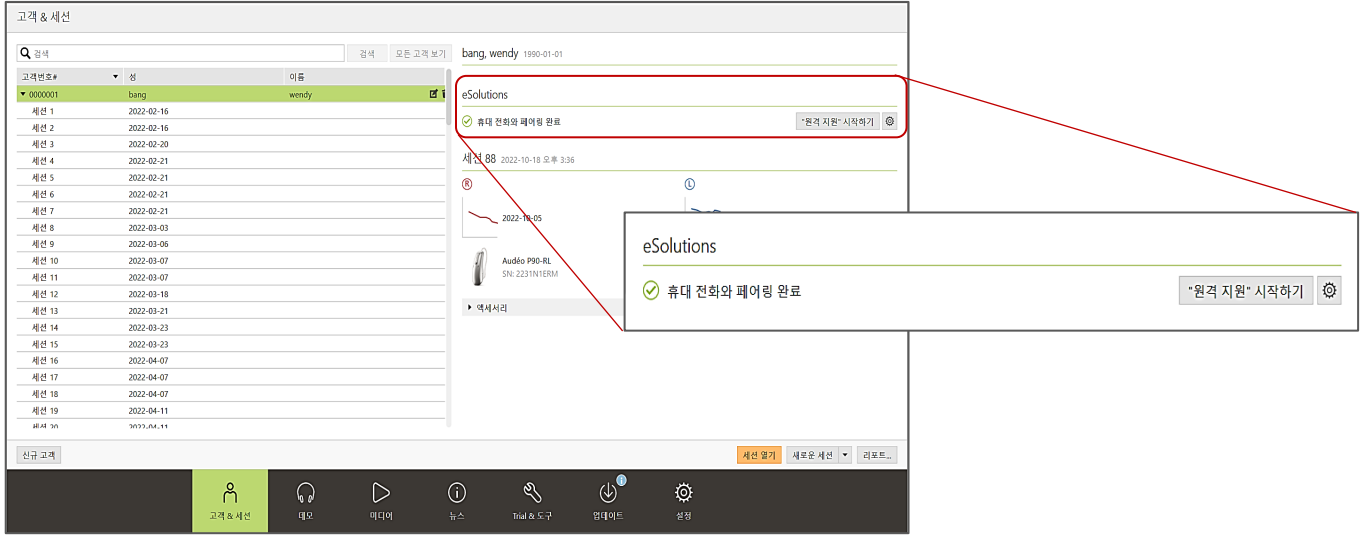 고객 & 세션
검색 검색 모든 고객 보기
고객번호# 성 이름
0000001 bang wendy
세션 1 2022-02-16
세션 2 2022-02-16
세션 3 2022-02-20
세션 4 2022-02-21
세션 5 2022-02-21
세션 6 2022-02-21
세션 7 2022-02-21
세션 8 2022-03-03
세션 9 2022-03-06
세션 10 2022-03-07
세션 11 2022-03-07
세션 12 2022-03-18
세션 13 2022-03-21
세션 14 2022-03-23
세션 15 2022-03-23
세션 16 2022-04-07
세션 17 2022-04-07
세션 18 2022-04-07
세션 19 2022-04-11
세션 20 2022-04-11
bang, wendy 1990-01-01
eSolutions
휴대 전화와 페어링 완료 "원격 지원" 시작하기
세션 88 2022-10-18 오후 3:36
R L
2022-10-05
Audéo P90-RL
SN: 2231N1ERM
액세서리
eSolutions
휴대 전화와 페어링 완료 "원격 지원" 시작하기
신규 고객 세션 열기 새로운 세션 리포트...
고객 & 세션 데모 미디어 뉴스 Trial & 도구 업데이트 설정